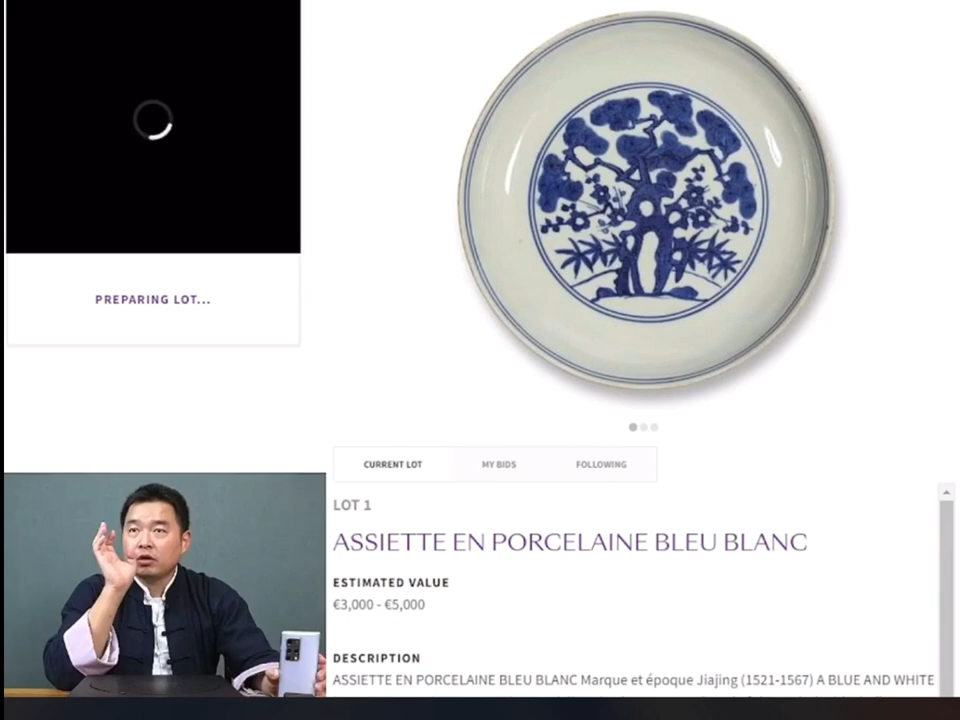 PREPARING LOT...
CURRENT LOT
MY BIDS
FOLLOWING
LOT 1
ASSIETTE EN PORCELAINE BLEU BLANC
ESTIMATED VALUE
€3,000 - €5,000
DESCRIPTION
ASSIETTE EN PORCELAINE BLEU BLANC Marque et époque Jiajing (1521-1567) A BLUE AND WHITE